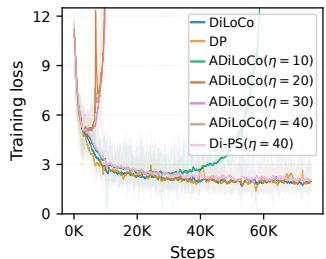 12
9
6
3
0
Training loss
DiLoCo
DP
ADiLoCo(η = 10)
ADiLoCo(η = 20)
ADiLoCo(η = 30)
ADiLoCo(η = 40)
Di-PS(η = 40)
0K 20K 40K 60K
Steps